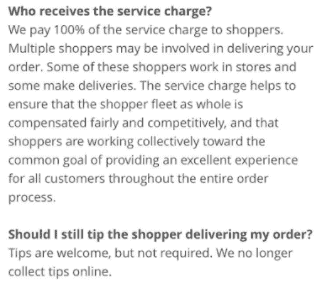 Who receives the service charge?
We pay 100% of the service charge to shoppers.
Multiple shoppers may be involved in delivering your
order. Some of these shoppers work in stores and
some make deliveries. The service charge helps to
ensure that the shopper fleet as whole is
compensated fairly and competitively, and that
shoppers are working collectively toward the
common goal of providing an excellent experience
for all customers throughout the entire order
process.
Should I still tip the shopper delivering my order?
Tips are welcome, but not required. We no longer
collect tips online.